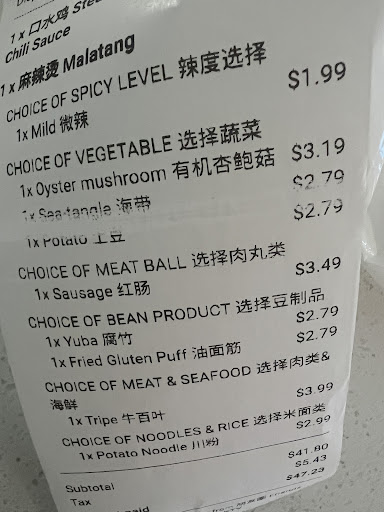 1 x 口水鸡
Chili Sauce
1 x 麻辣烫 Malatang
CHOICE OF SPICY LEVEL 辣度选择
1x Mild 微辣 $1.99
CHOICE OF VEGETABLE 选择蔬菜
1x Oyster mushroom 有机杏鲍菇 $3.19
1x Sea tangle 海带 $2.79
1x Potato 土豆 $2.79
CHOICE OF MEAT BALL 选择肉丸类
1x Sausage 红肠 $3.49
CHOICE OF BEAN PRODUCT 选择豆制品
1x Yuba 腐竹 $2.79
1x Fried Gluten Puff 油面筋 $2.79
CHOICE OF MEAT & SEAFOOD 选择肉类&
海鲜
1x Tripe 牛百叶 $3.99
CHOICE OF NOODLES & RICE 选择米面类
1x Potato Noodle 川粉 $2.99
Subtotal $41.80
Tax $5.43
$47.23